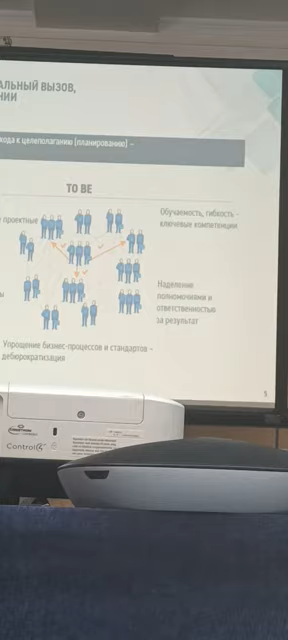 АЛЬНЫЙ ВЫЗОВ,
НИИ
хода к целеполаганию (планированию) –
TO BE
проектные
Обучаемость, гибкость -
ключевые компетенции
Наделение
полномочиями и
ответственностью
за результат
Упрощение бизнес-процессов и стандартов –
дебюрократизация
5
Control4